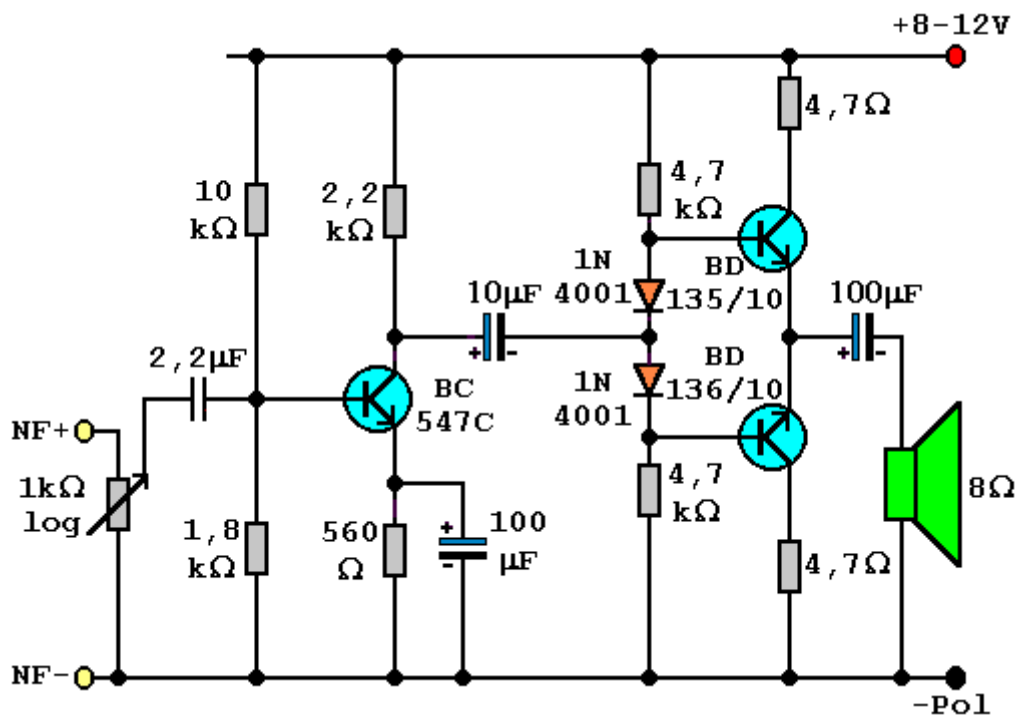 +8-12V
4,7Ω
10
kΩ
2,2
kΩ
4,7
kΩ
1N
4001
BD
135/10
10µF
100µF
2,2µF
BC
547C
1N
4001
BD
136/10
NF+
1kΩ
log
1,8
kΩ
560
Ω
100
µF
4,7
kΩ
4,7Ω
8Ω
NF-
-Pol
+
-
+
-
+
-